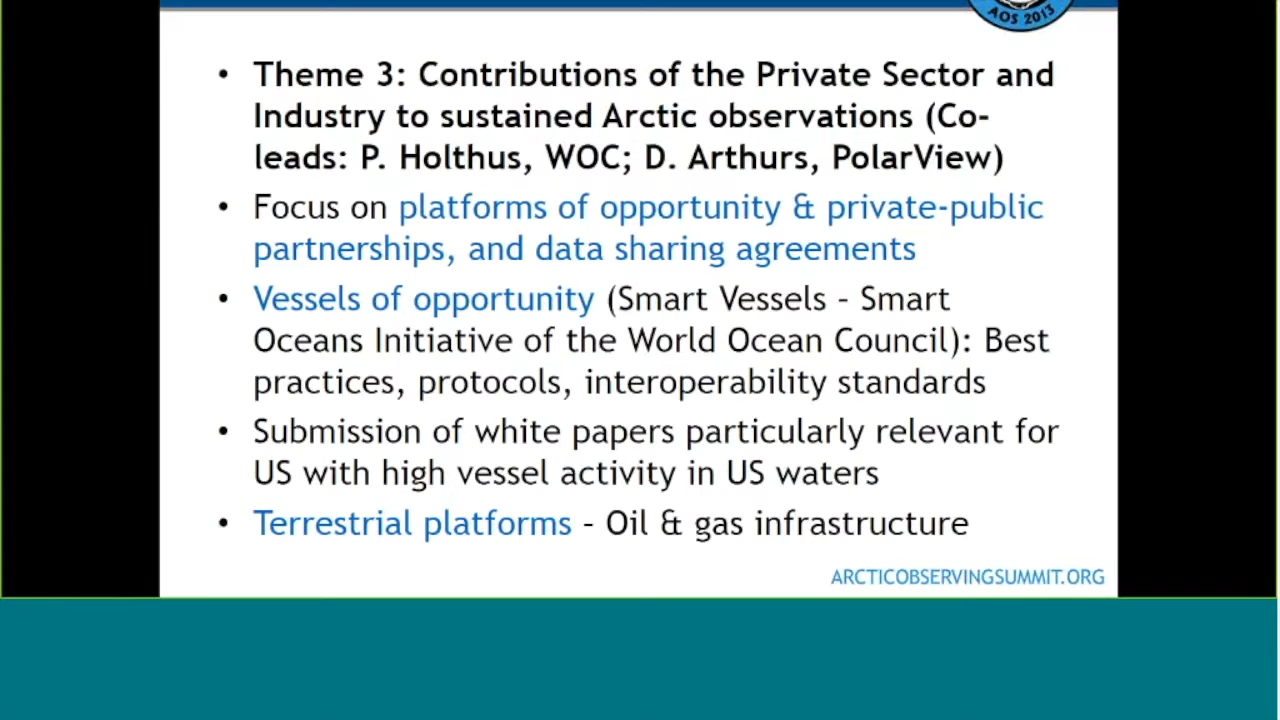 AOS 2013
• Theme 3: Contributions of the Private Sector and
Industry to sustained Arctic observations (Co-
leads: P. Holthus, WOC; D. Arthurs, PolarView)
• Focus on platforms of opportunity & private-public
partnerships, and data sharing agreements
• Vessels of opportunity (Smart Vessels - Smart
Oceans Initiative of the World Ocean Council): Best
practices, protocols, interoperability standards
• Submission of white papers particularly relevant for
US with high vessel activity in US waters
• Terrestrial platforms - Oil & gas infrastructure
ARCTICOBSERVINGSUMMIT.ORG